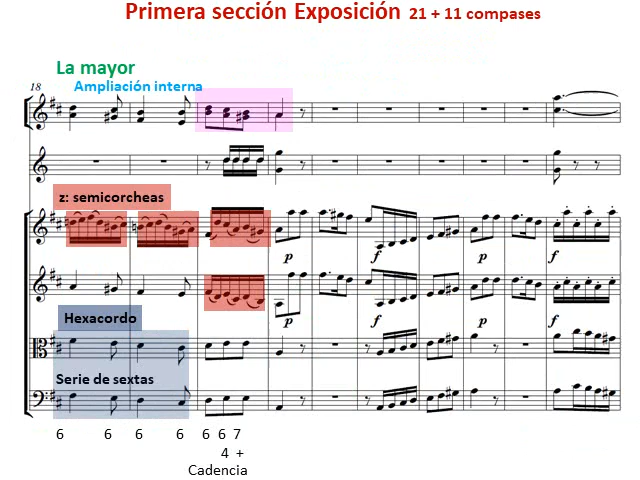 Primera sección Exposición 21 + 11 compases
La mayor
Ampliación interna
18
z: semicorcheas
p f p f
p f p f
Hexacordo
Serie de sextas
6 6 6 6 6 6 7
4 +
Cadencia